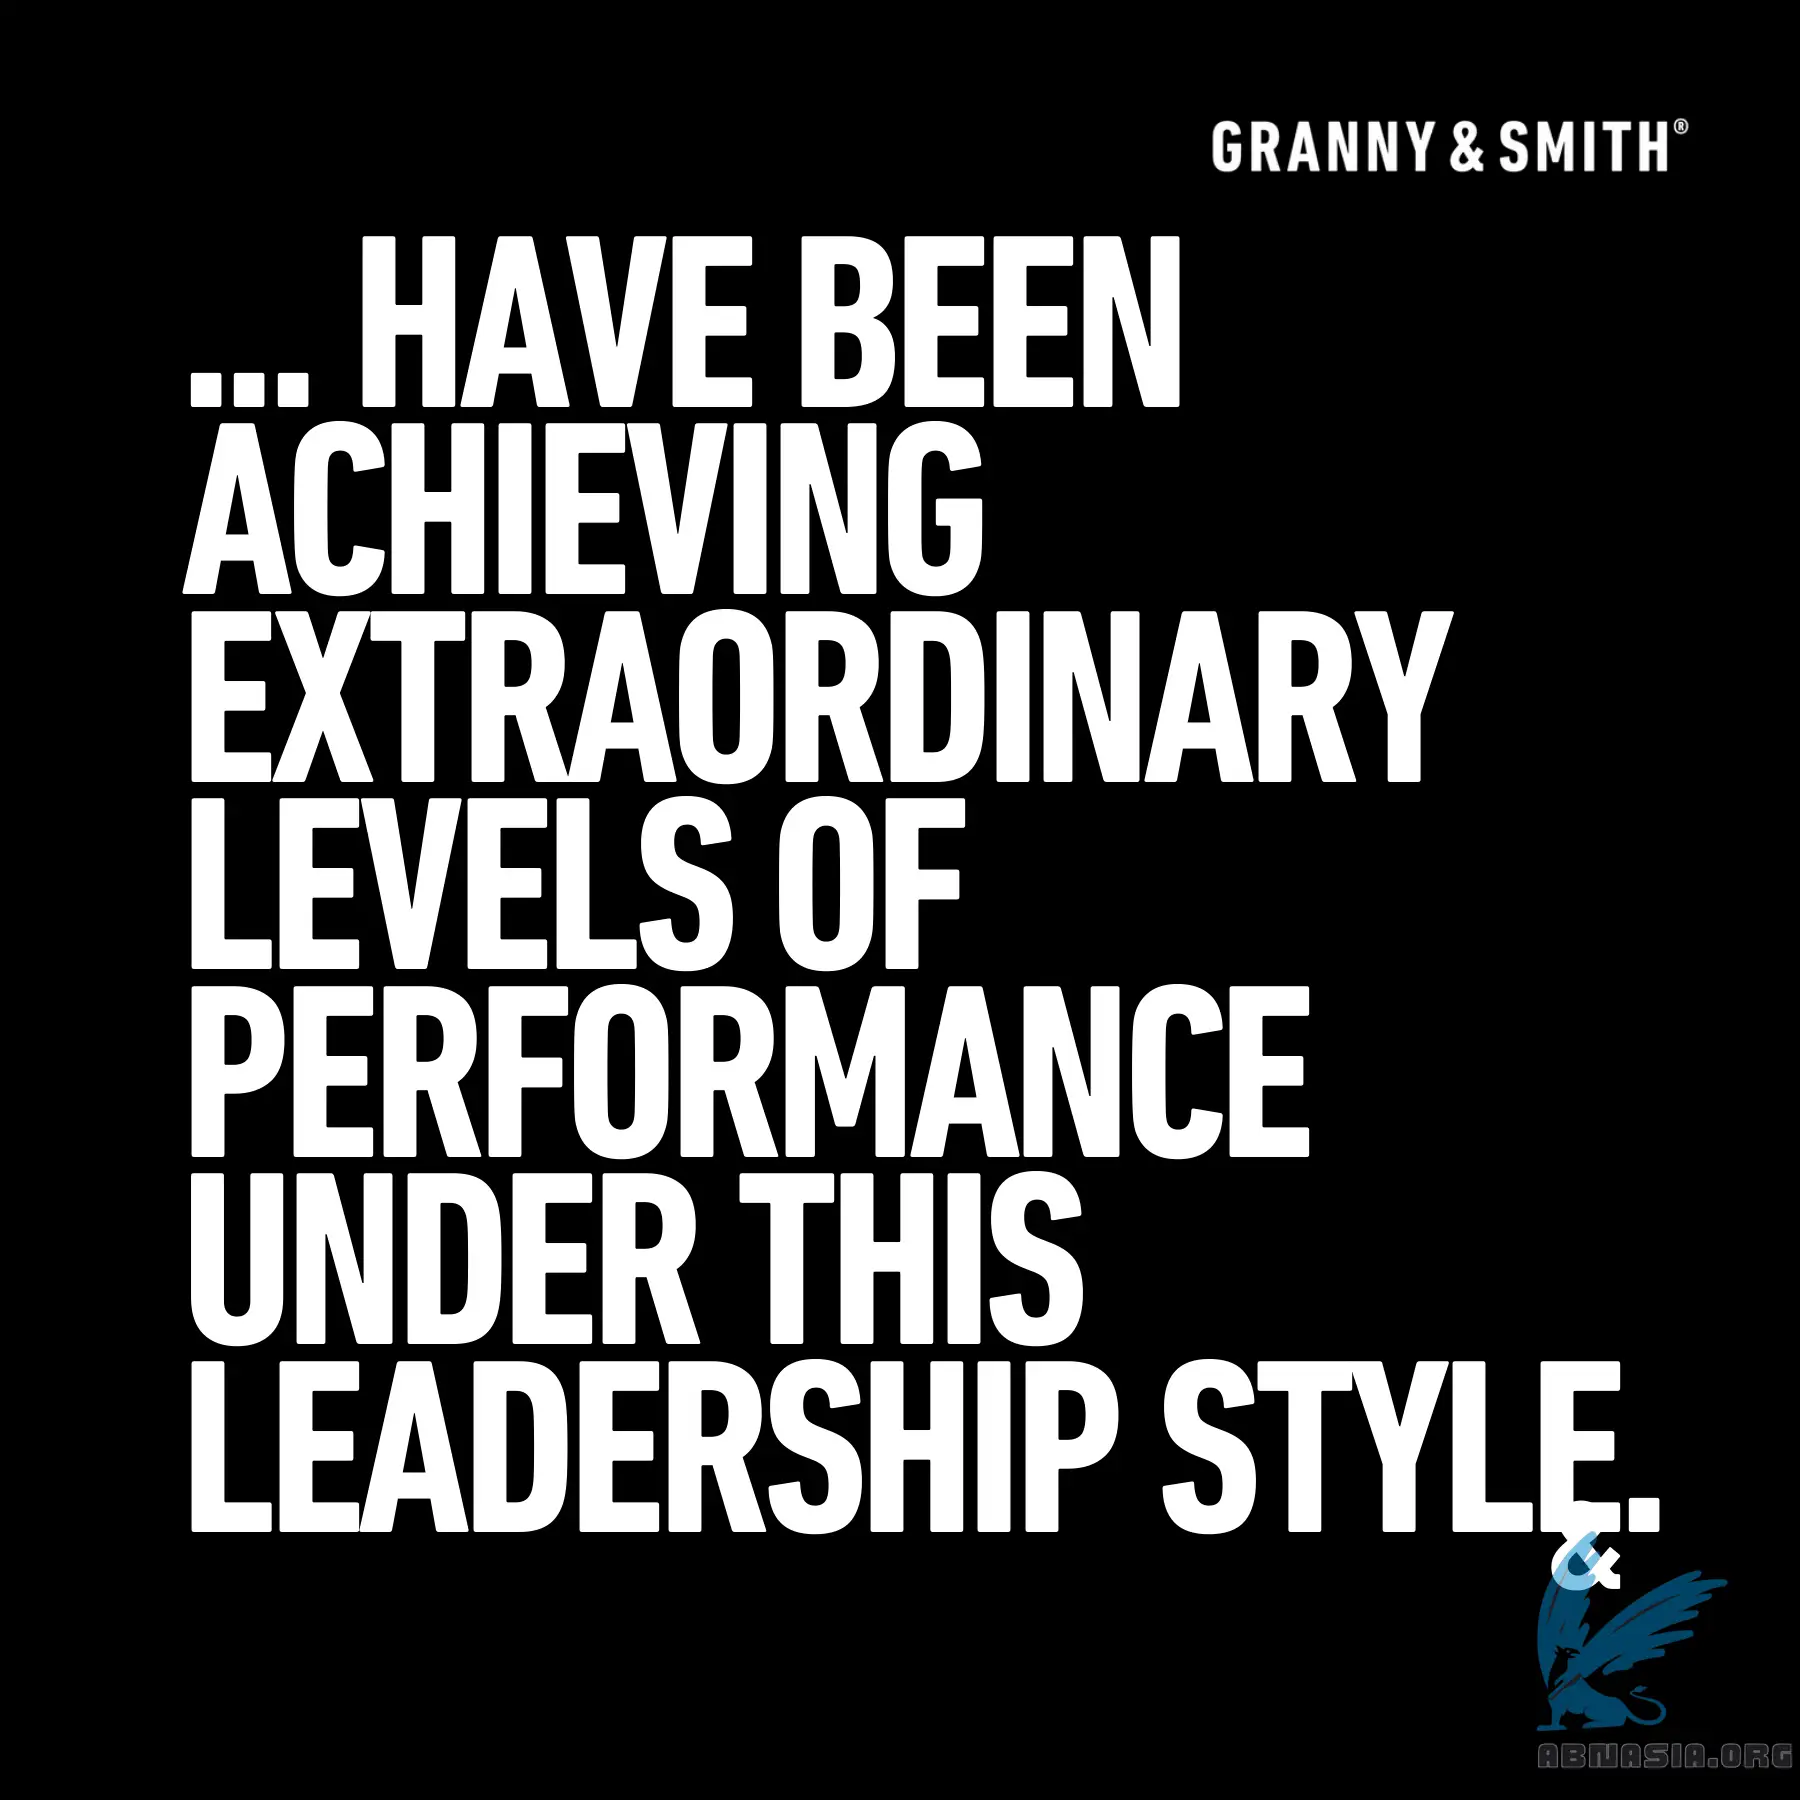 GRANNY & SMITH®
... HAVE BEEN
ACHIEVING
EXTRAORDINARY
LEVELS OF
PERFORMANCE
UNDER THIS
LEADERSHIP STYLE.
&
ABNASIA.ORG